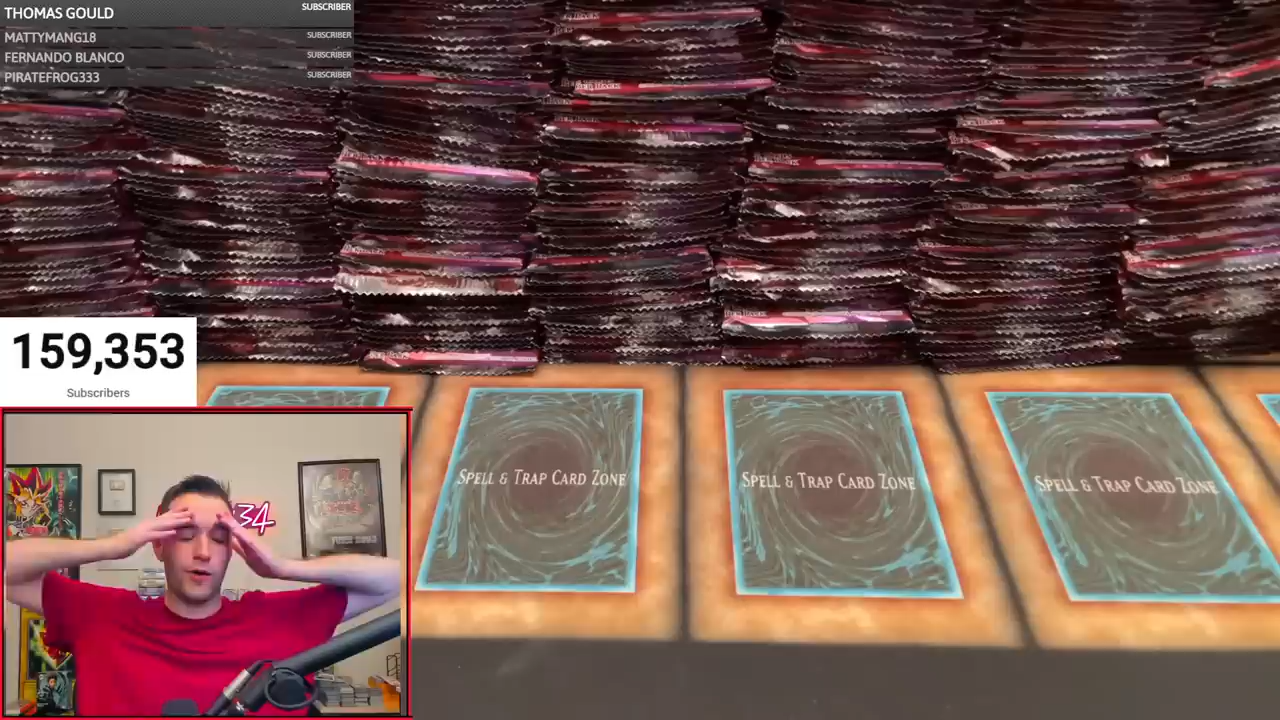 THOMAS GOULD SUBSCRIBER
MATTYMANG18 SUBSCRIBER
FERNANDO BLANCO SUBSCRIBER
PIRATEFROG333 SUBSCRIBER
159,353
Subscribers
34
SPELL & TRAP CARD ZONE
SPELL & TRAP CARD ZONE
SPELL & TRAP CARD ZONE